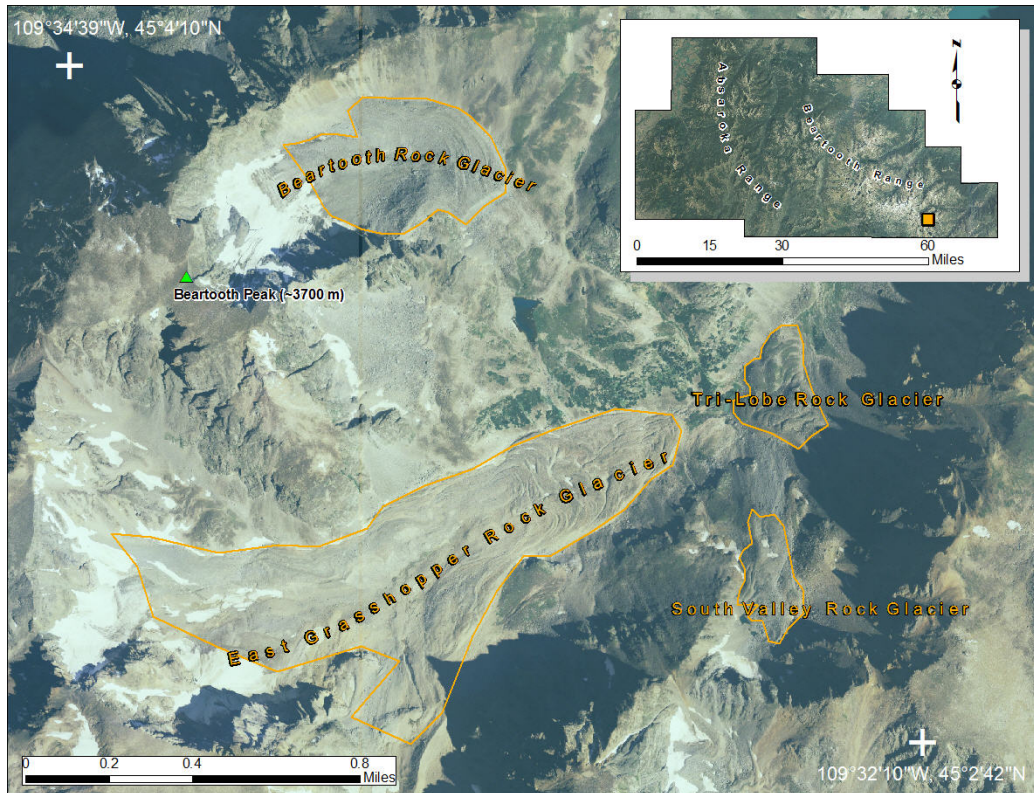 109°34'39"W, 45°4'10"N
N
Absaroka Range
Beartooth Range
0 15 30 60
Miles
Beartooth Rock Glacier
Beartooth Peak (~3700 m)
Tri-Lobe Rock Glacier
East Grasshopper Rock Glacier
South Valley Rock Glacier
0 0.2 0.4 0.8
Miles
109°32'10"W, 45°2'42"N